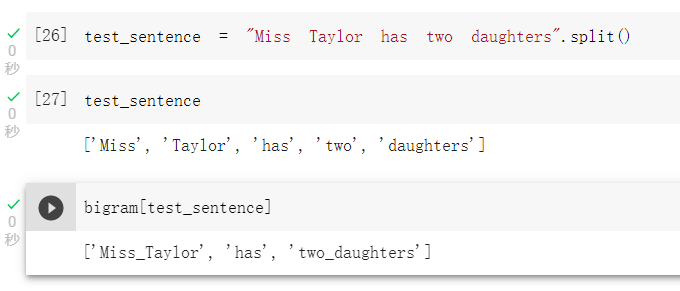 [26] test_sentence = "Miss Taylor has two daughters".split()
0
秒
[27] test_sentence
0
秒
['Miss', 'Taylor', 'has', 'two', 'daughters']
bigram[test_sentence]
0
秒
['Miss_Taylor', 'has', 'two_daughters']